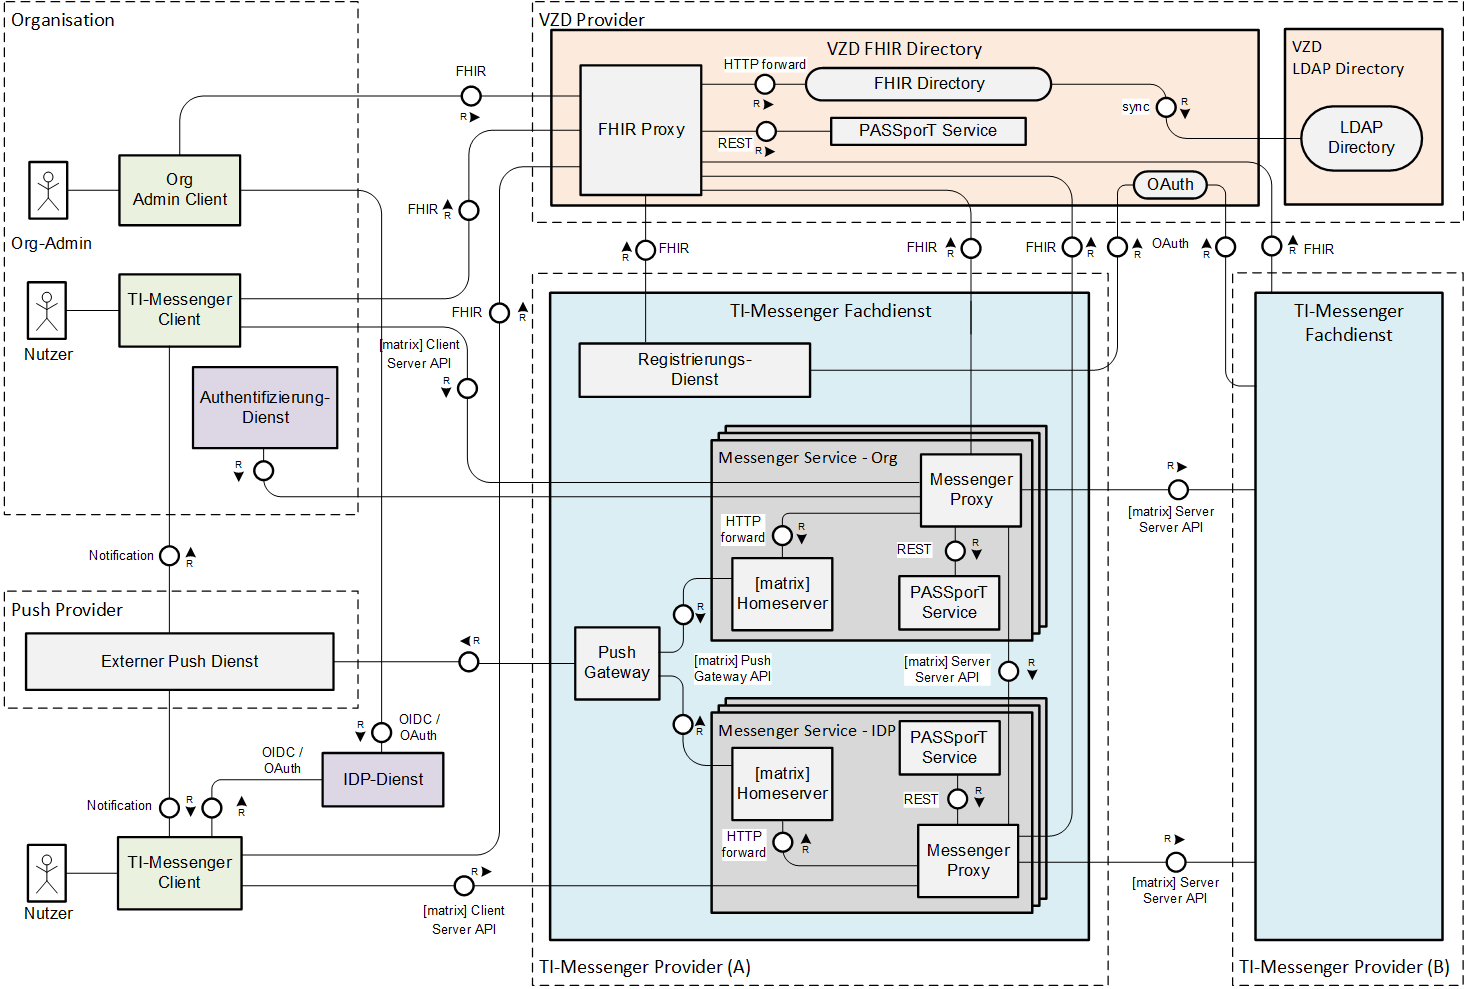 Organisation
VZD Provider
VZD FHIR Directory
VZD
LDAP Directory
HTTP forward
FHIR Directory
R
FHIR
R
FHIR Proxy
sync
R
PASSporT Service
REST
R
LDAP
Directory
Org
Admin Client
OAuth
FHIR
R
Org-Admin
R
FHIR
FHIR
R
FHIR
R
R
OAuth
R
R
FHIR
TI-Messenger
Client
FHIR
R
Nutzer
[matrix] Client
Server API
R
TI-Messenger Fachdienst
TI-Messenger
Fachdienst
Registrierungs-
Dienst
Authentifizierung-
Dienst
R
Messenger Service - Org
Messenger
Proxy
R
[matrix] Server
Server API
HTTP
forward
R
REST
R
Notification
R
[matrix]
Homeserver
PASSporT
Service
Push Provider
R
Externer Push Dienst
R
Push
Gateway
[matrix] Push
Gateway API
[matrix] Server
Server API
R
R
OIDC /
OAuth
R
Messenger Service - IDP
PASSporT
Service
OIDC /
OAuth
IDP-Dienst
[matrix]
Homeserver
REST
R
Notification
R
R
HTTP
forward
R
Messenger
Proxy
R
[matrix] Server
Server API
TI-Messenger
Client
R
Nutzer
[matrix] Client
Server API
TI-Messenger Provider (A)
TI-Messenger Provider (B)